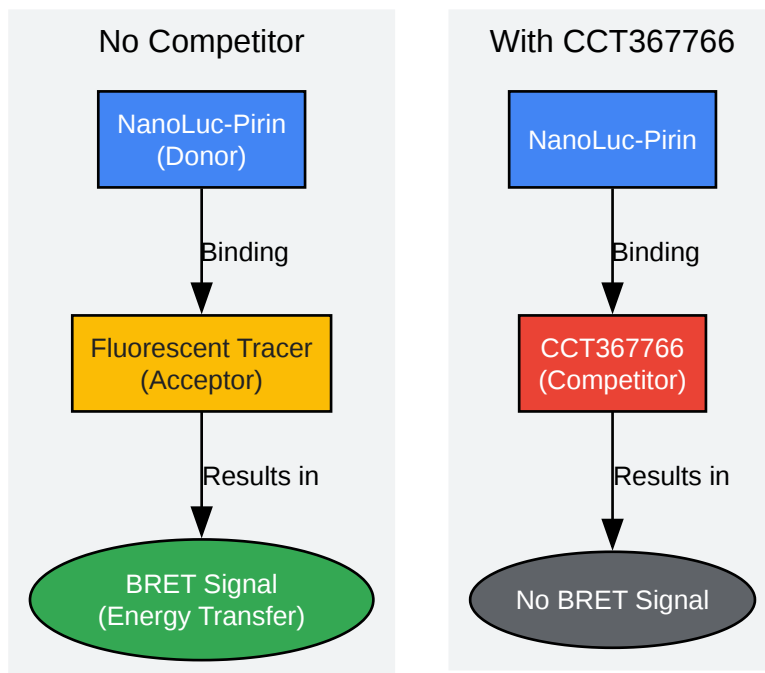 No Competitor
NanoLuc-Pirin
(Donor)
Binding
Fluorescent Tracer
(Acceptor)
Results in
BRET Signal
(Energy Transfer)
With CCT367766
NanoLuc-Pirin
Binding
CCT367766
(Competitor)
Results in
No BRET Signal